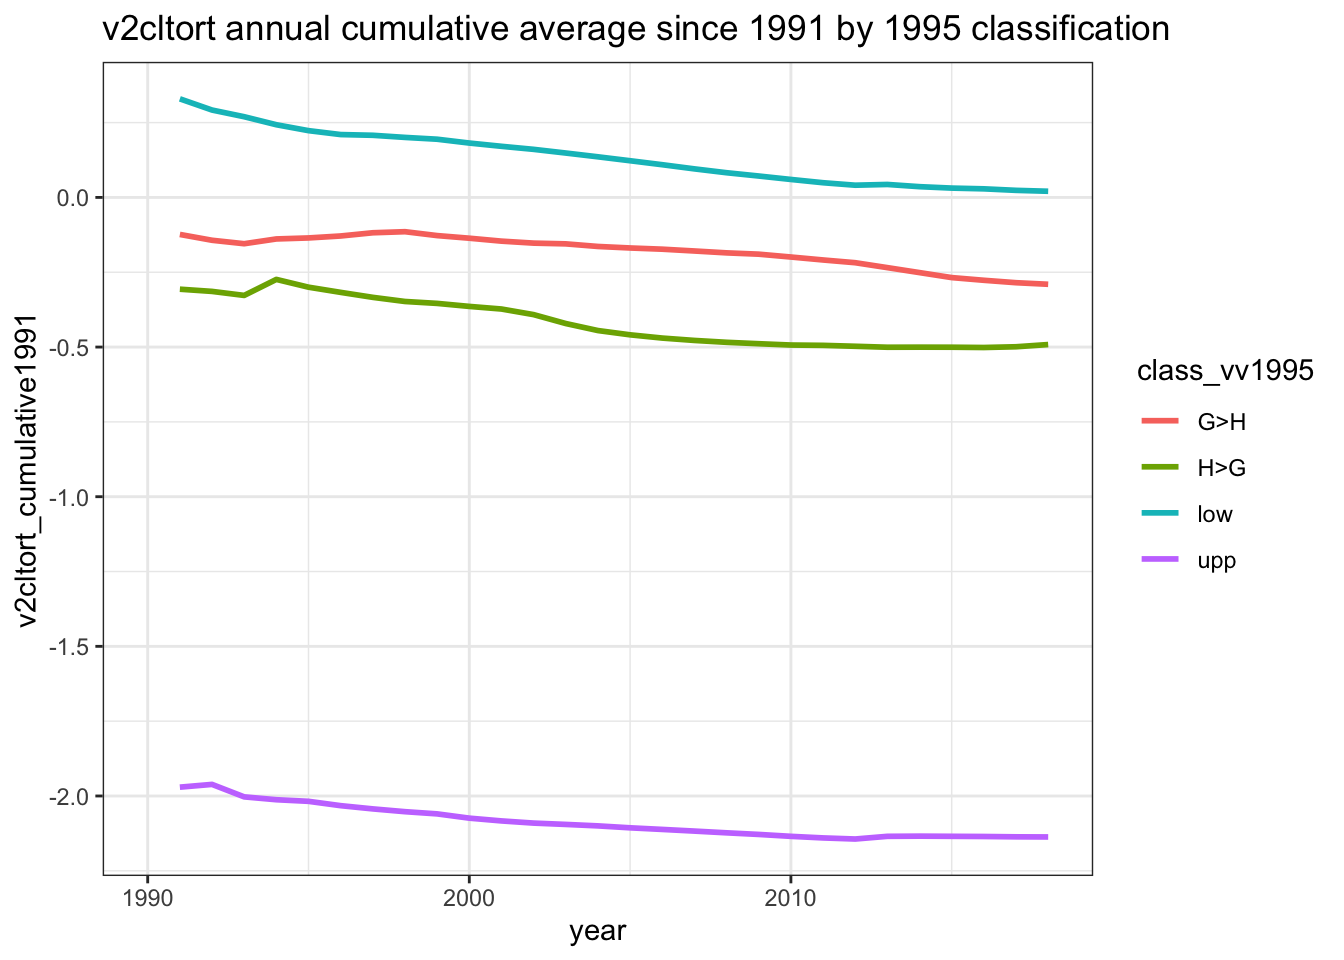 v2cltort annual cumulative average since 1991 by 1995 classification
v2cltort_cumulative1991
0.0
-0.5
-1.0
-1.5
-2.0
1990
2000
2010
year
class_vv1995
G>H
H>G
low
upp